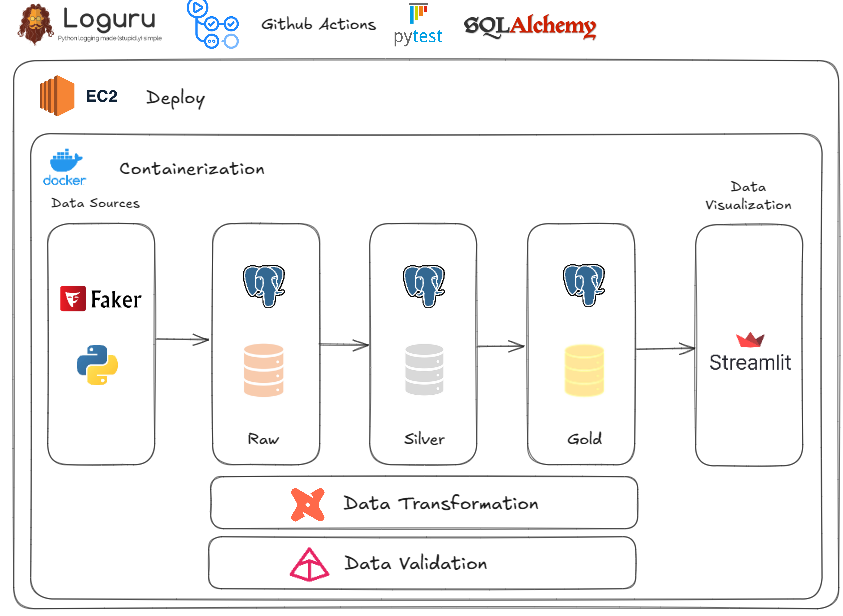 Loguru
Python logging made (stupidly) simple
Github Actions
pytest
SQLAlchemy
EC2
Deploy
docker
Containerization
Data Sources
Data
Visualization
Faker
Streamlit
Raw
Silver
Gold
Data Transformation
Data Validation